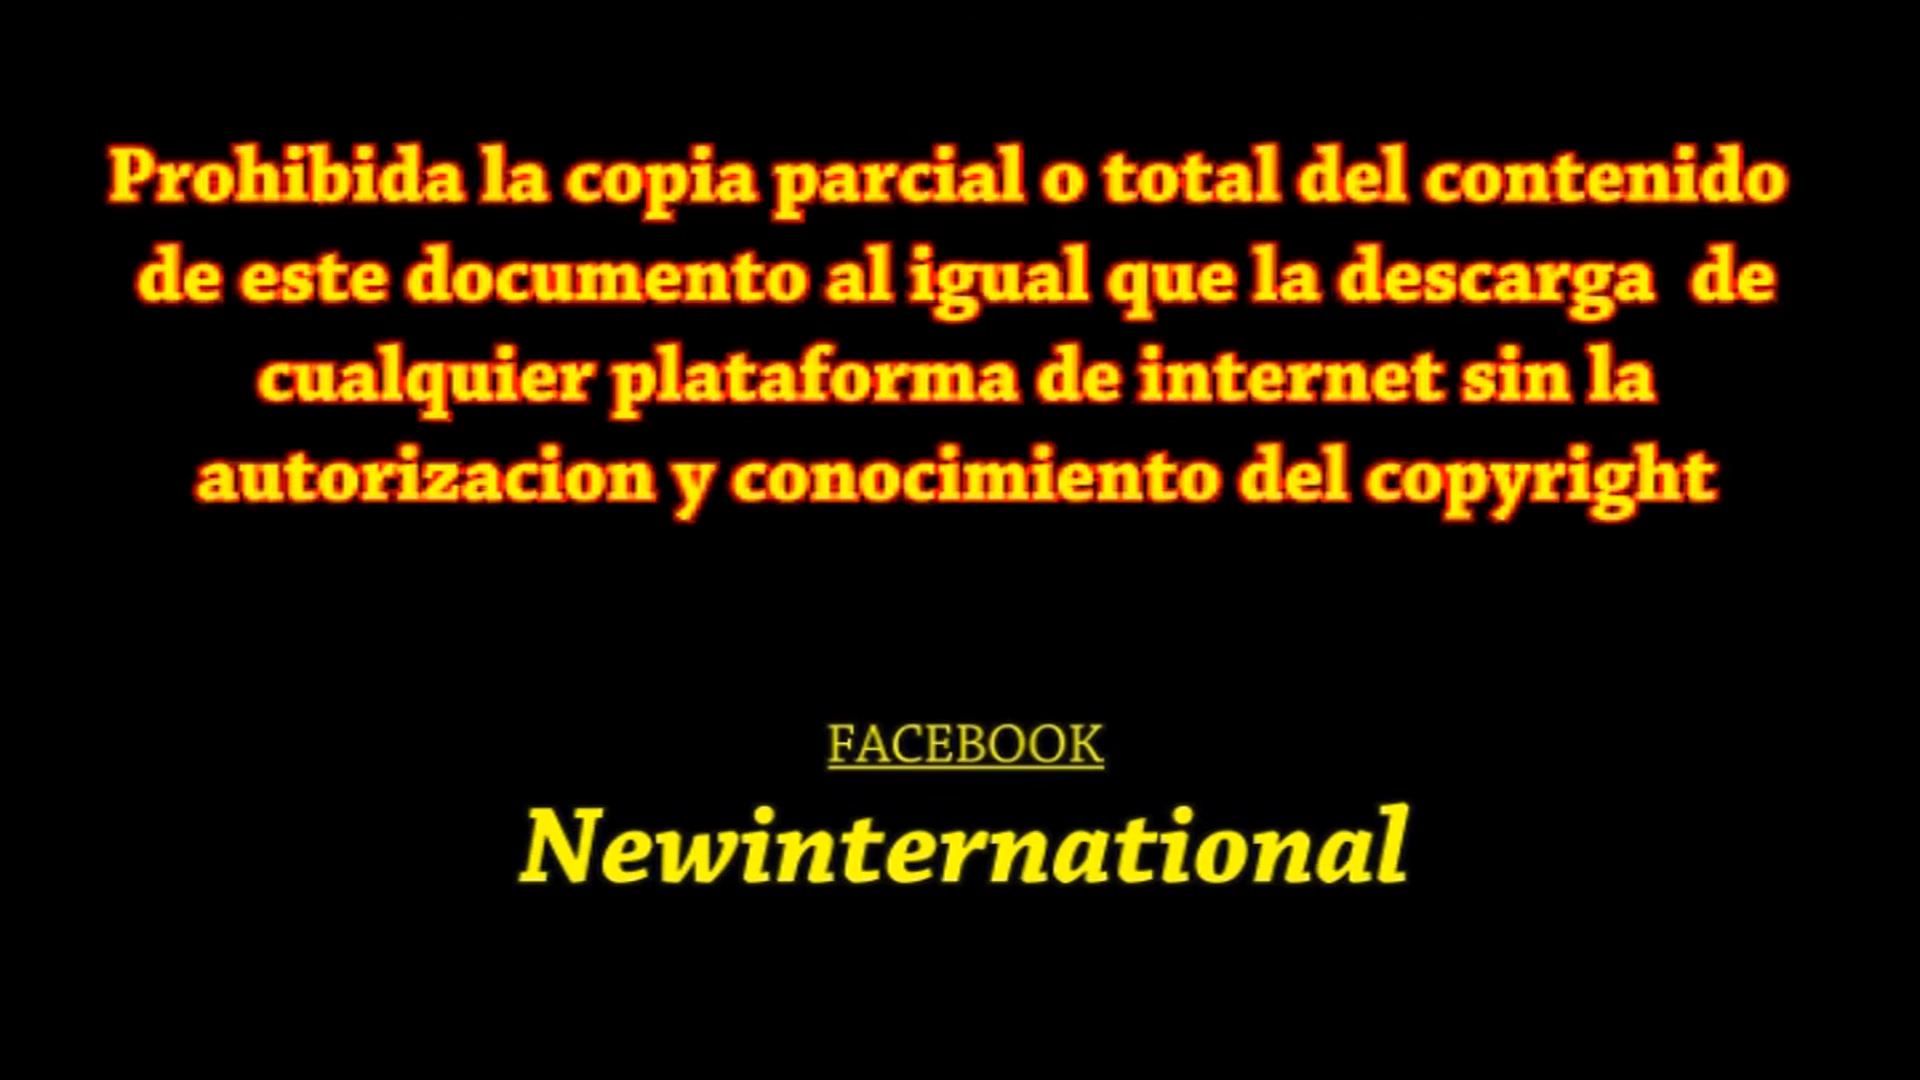 Prohibida la copia parcial o total del contenido
de este documento al igual que la descarga  de
cualquier plataforma de internet sin la
autorizacion y conocimiento del copyright
FACEBOOK
Newinternational